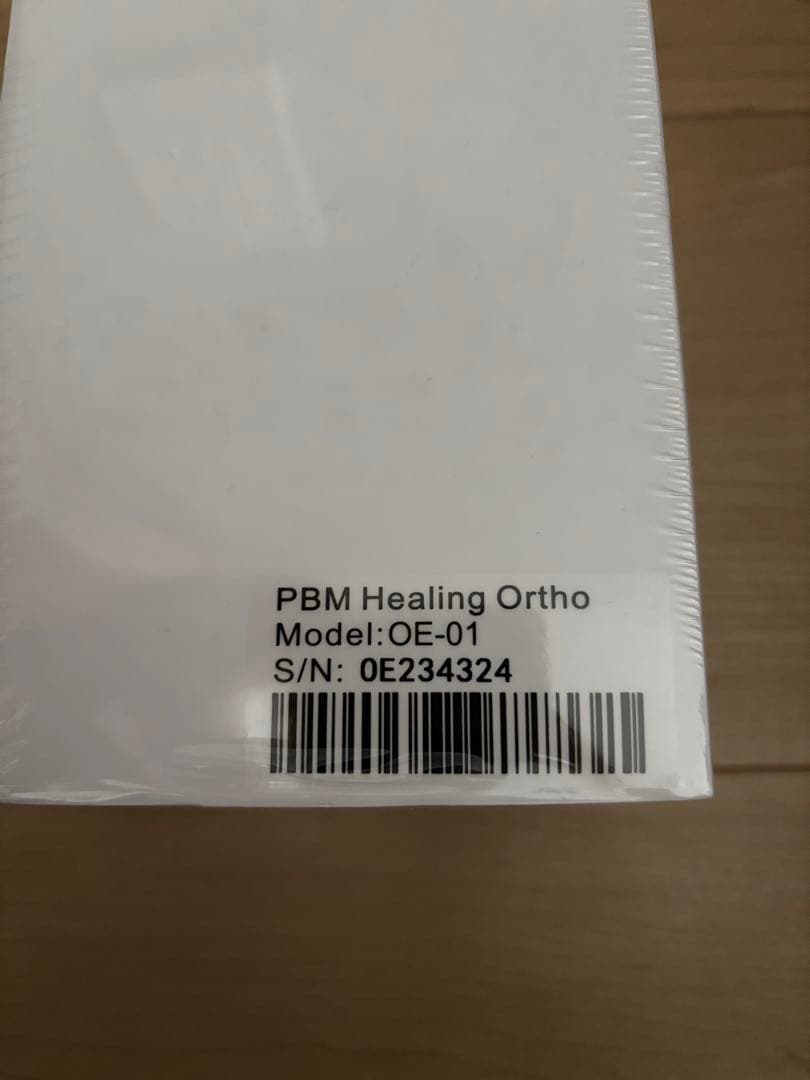 PBM Healing Ortho
Model:OE-01
S/N: 0E234324